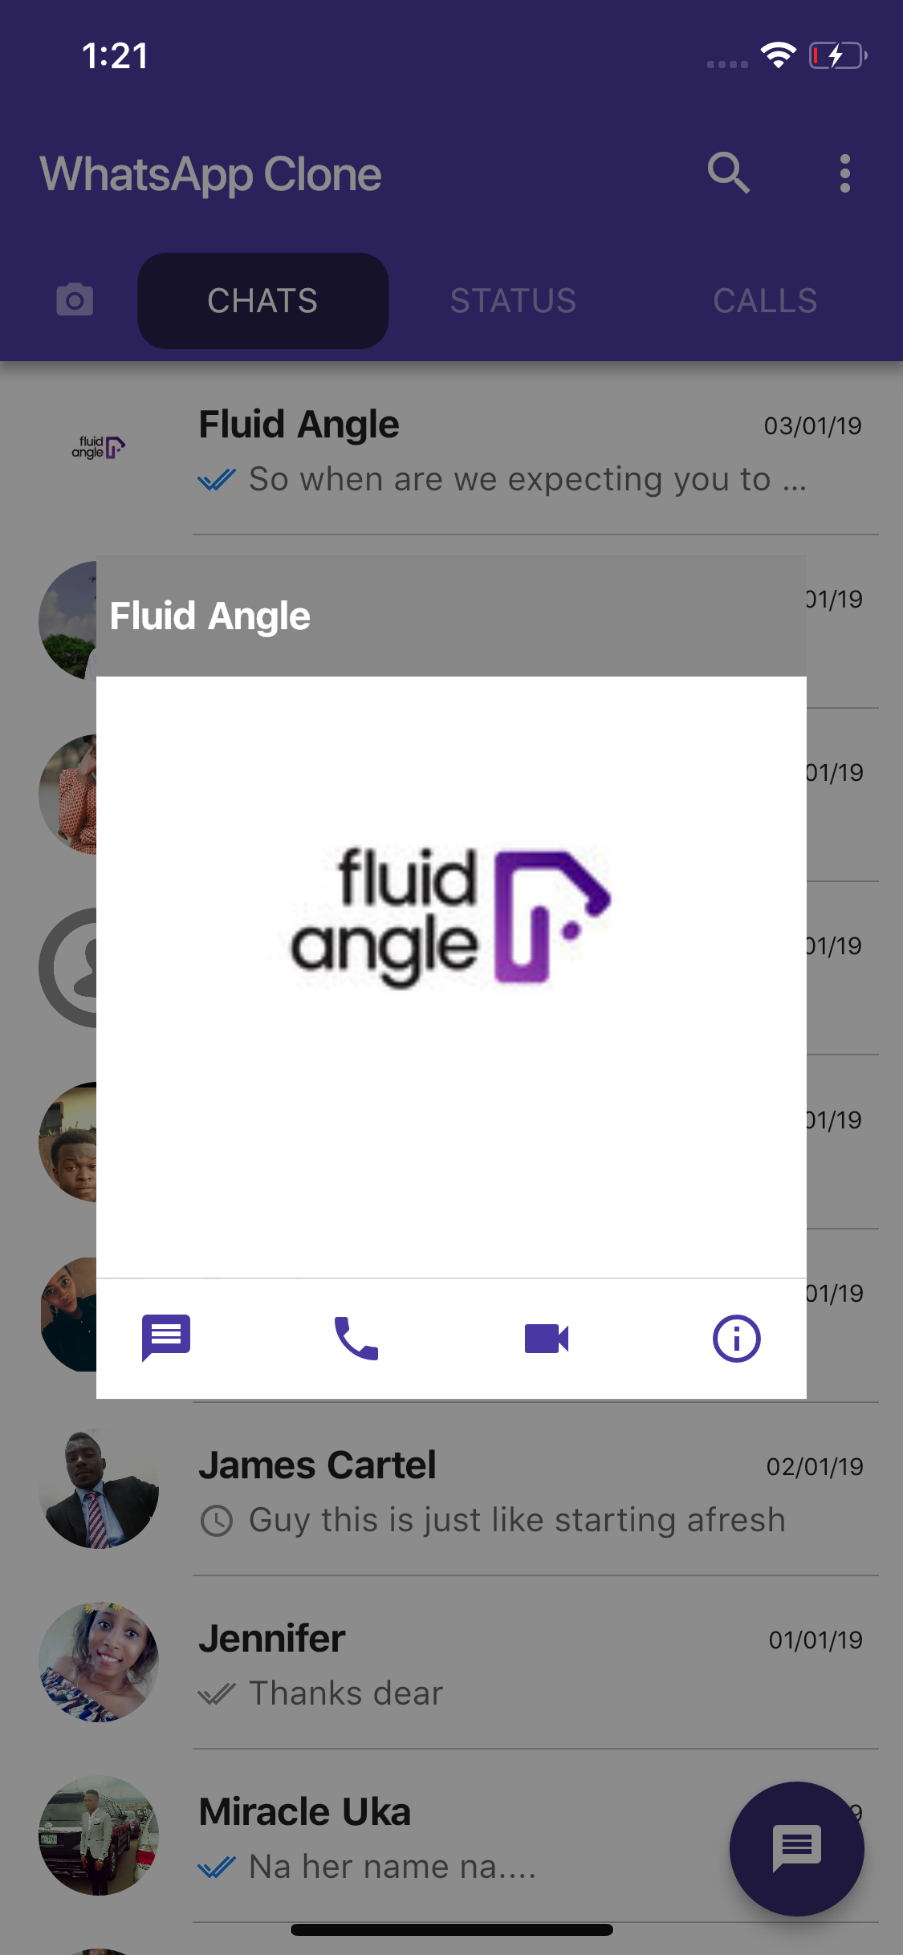 1:21
WhatsApp Clone
CHATS STATUS CALLS
fluid
angle
Fluid Angle 03/01/19
So when are we expecting you to ...
01/19
Fluid Angle
01/19
fluid
angle
01/19
01/19
01/19
James Cartel 02/01/19
Guy this is just like starting afresh
Jennifer 01/01/19
Thanks dear
Miracle Uka 9
Na her name na....